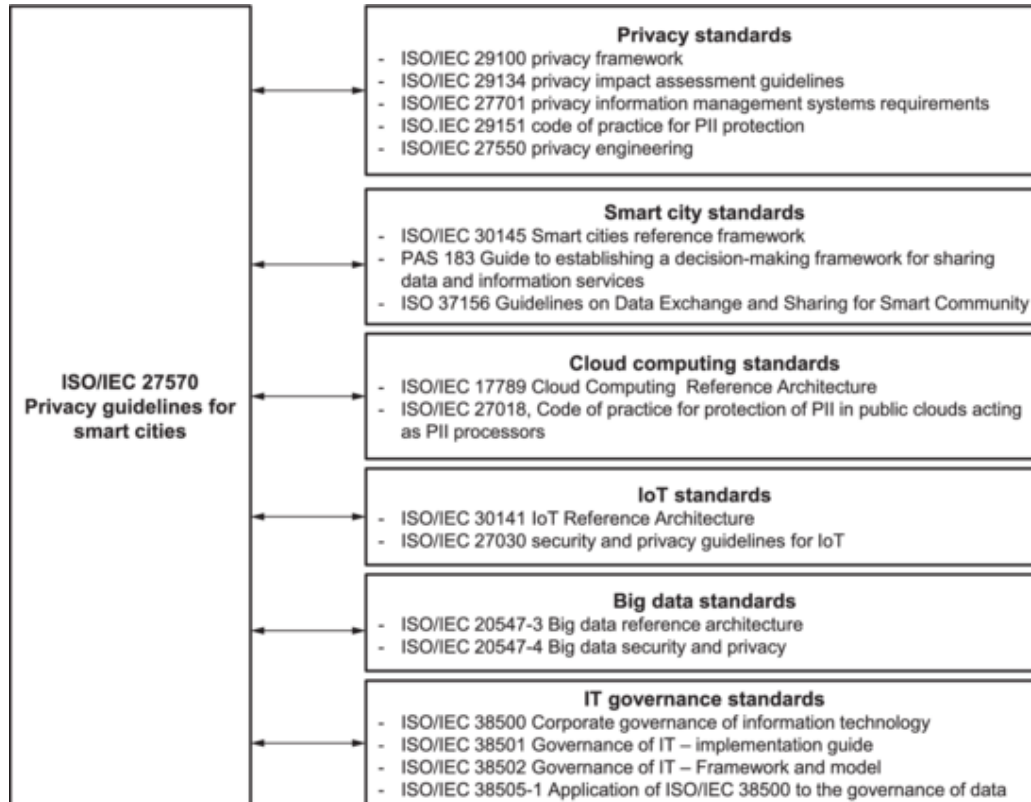 ISO/IEC 27570
Privacy guidelines for
smart cities
Privacy standards
- ISO/IEC 29100 privacy framework
- ISO/IEC 29134 privacy impact assessment guidelines
- ISO/IEC 27701 privacy information management systems requirements
- ISO.IEC 29151 code of practice for PII protection
- ISO/IEC 27550 privacy engineering
Smart city standards
- ISO/IEC 30145 Smart cities reference framework
- PAS 183 Guide to establishing a decision-making framework for sharing
data and information services
- ISO 37156 Guidelines on Data Exchange and Sharing for Smart Community
Cloud computing standards
- ISO/IEC 17789 Cloud Computing Reference Architecture
- ISO/IEC 27018, Code of practice for protection of PII in public clouds acting
as PII processors
IoT standards
- ISO/IEC 30141 IoT Reference Architecture
- ISO/IEC 27030 security and privacy guidelines for IoT
Big data standards
- ISO/IEC 20547-3 Big data reference architecture
- ISO/IEC 20547-4 Big data security and privacy
IT governance standards
- ISO/IEC 38500 Corporate governance of information technology
- ISO/IEC 38501 Governance of IT – implementation guide
- ISO/IEC 38502 Governance of IT – Framework and model
- ISO/IEC 38505-1 Application of ISO/IEC 38500 to the governance of data